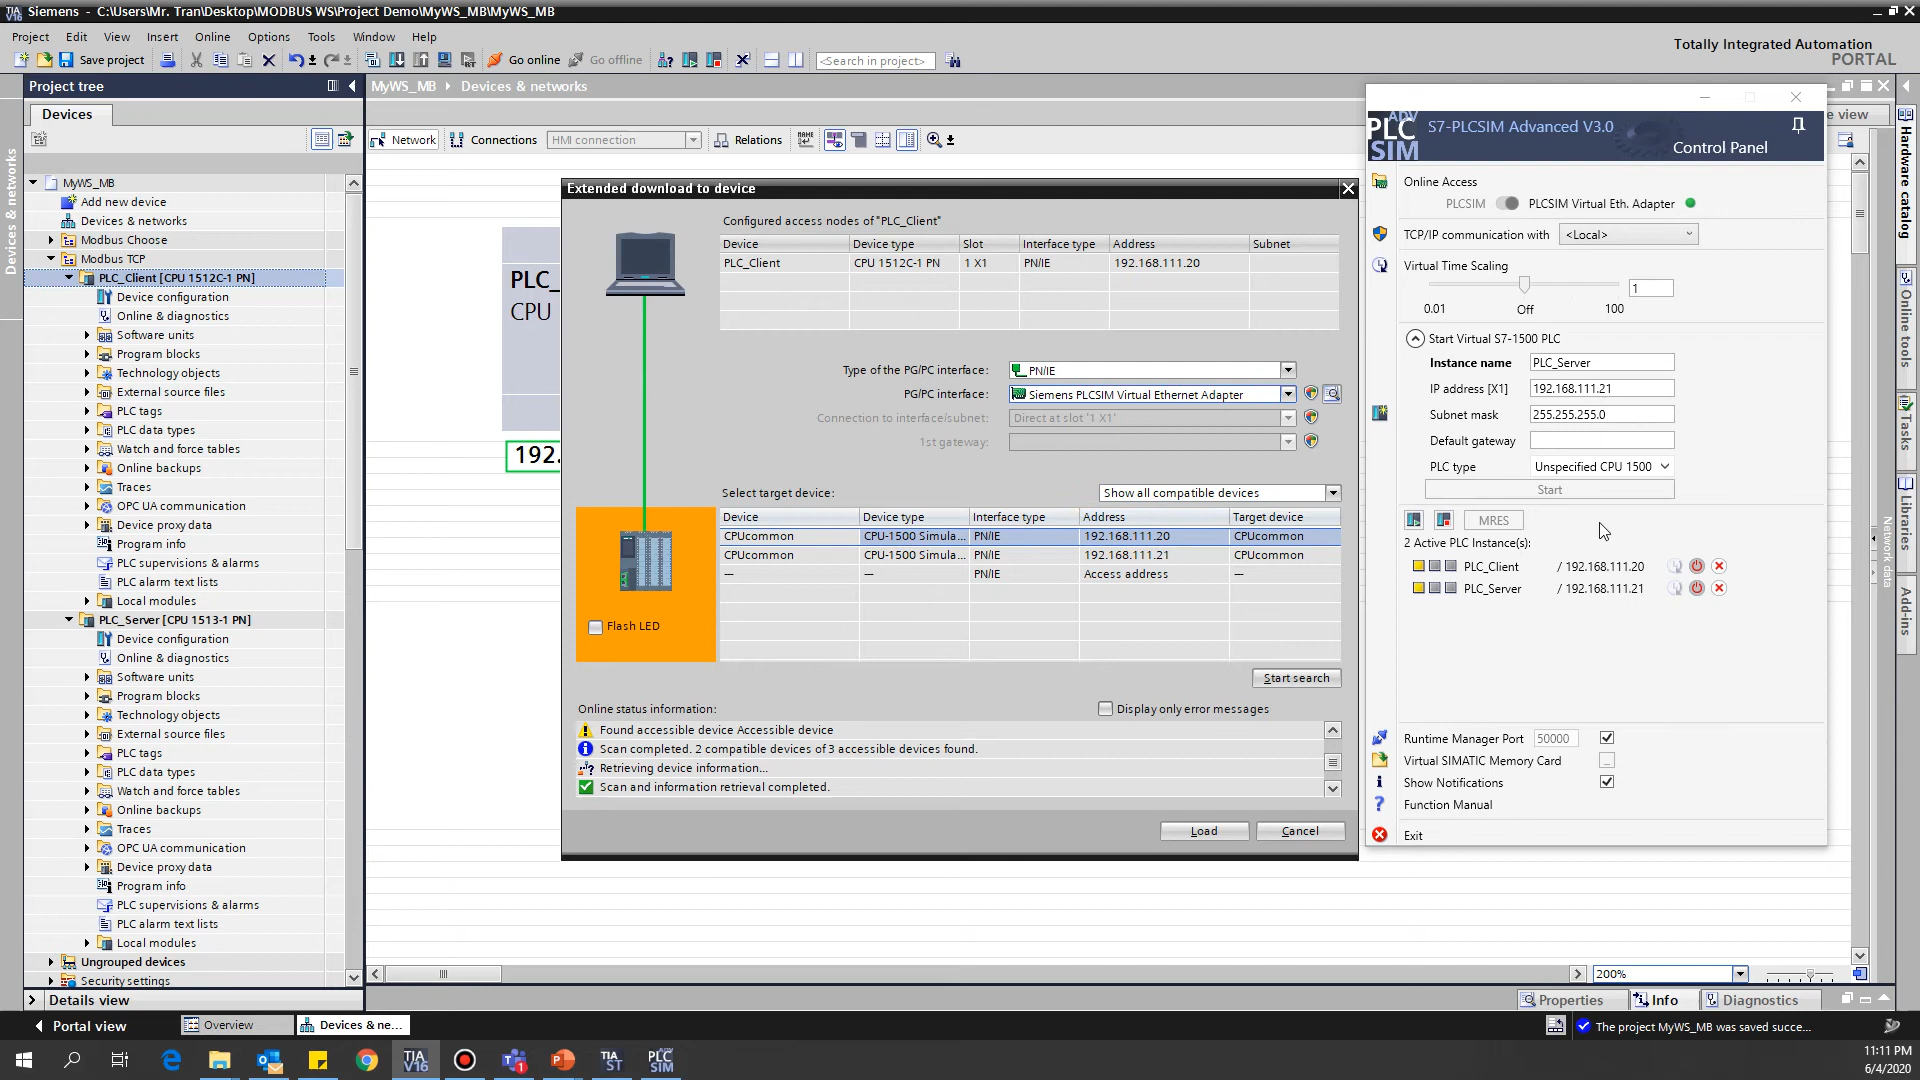 Siemens - C:\Users\Mr. Tran\Desktop\MODBUS WS\Project Demo\MyWS_MB\MyWS_MB
Project Edit View Insert Online Options Tools Window Help
Totally Integrated Automation
PORTAL
Save project
Go online
Go offline
<Search in project>
Project tree
MyWS_MB
Devices & networks
Devices
Devices & networks
MyWS_MB
Add new device
Devices & networks
Modbus Choose
Modbus TCP
PLC_Client [CPU 1512C-1 PN]
Device configuration
Online & diagnostics
Software units
Program blocks
Technology objects
External source files
PLC tags
PLC data types
Watch and force tables
Online backups
Traces
OPC UA communication
Device proxy data
Program info
PLC supervisions & alarms
PLC alarm text lists
Local modules
PLC_Server [CPU 1513-1 PN]
Device configuration
Online & diagnostics
Software units
Program blocks
Technology objects
External source files
PLC tags
PLC data types
Watch and force tables
Online backups
Traces
OPC UA communication
Device proxy data
Program info
PLC supervisions & alarms
PLC alarm text lists
Local modules
Ungrouped devices
Security settings
Details view
Network Connections HMI connection Relations
e view
PLC_
CPU
192.
Extended download to device
Configured access nodes of "PLC_Client"
Device Device type Slot Interface type Address Subnet
PLC_Client CPU 1512C-1 PN 1 X1 PN/IE 192.168.111.20
Type of the PG/PC interface: PN/IE
PG/PC interface: Siemens PLCSIM Virtual Ethernet Adapter
Connection to interface/subnet: Direct at slot '1 X1'
1st gateway:
Select target device: Show all compatible devices
Device Device type Interface type Address Target device
CPUcommon CPU-1500 Simula... PN/IE 192.168.111.20 CPUcommon
CPUcommon CPU-1500 Simula... PN/IE 192.168.111.21 CPUcommon
— — PN/IE Access address —
Flash LED
Start search
Online status information:
Display only error messages
Found accessible device Accessible device
Scan completed. 2 compatible devices of 3 accessible devices found.
Retrieving device information...
Scan and information retrieval completed.
Load
Cancel
PLC ADV
SIM
S7-PLCSIM Advanced V3.0
Control Panel
Online Access
PLCSIM PLCSIM Virtual Eth. Adapter
TCP/IP communication with <Local>
Virtual Time Scaling
1
0.01 Off 100
Start Virtual S7-1500 PLC
Instance name PLC_Server
IP address [X1] 192.168.111.21
Subnet mask 255.255.255.0
Default gateway
PLC type Unspecified CPU 1500
Start
MRES
2 Active PLC Instance(s):
PLC_Client / 192.168.111.20
PLC_Server / 192.168.111.21
Runtime Manager Port 50000
Virtual SIMATIC Memory Card
Show Notifications
Function Manual
Exit
Network data
Hardware catalog
Online tools
Tasks
Libraries
Add-ins
200%
Properties Info Diagnostics
Portal view Overview Devices & ne...
The project MyWS_MB was saved succe...
TIA
V16
TIA
ST
PLC
SIM
11:11 PM
6/4/2020